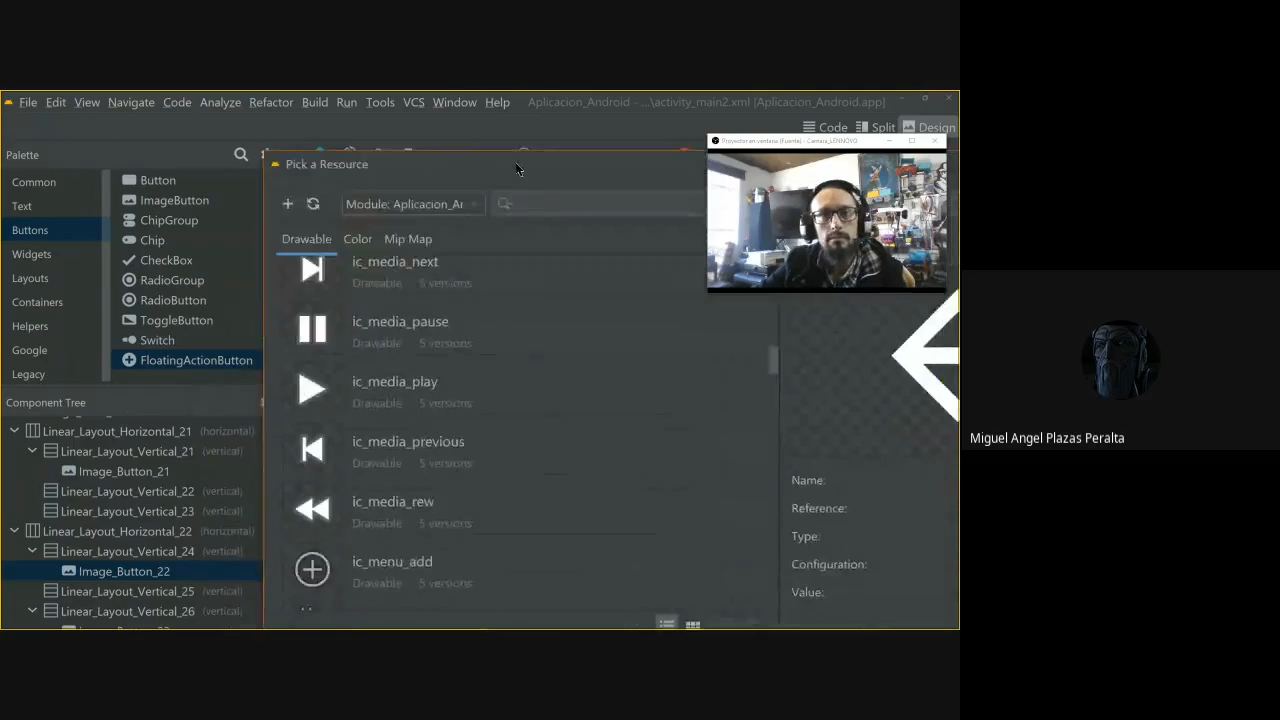 File Edit View Navigate Code Analyze Refactor Build Run Tools VCS Window Help Aplicacion_Android - ...\activity_main2.xml [Aplicacion_Android.app]
Code Split Design
Palette
Common
Text
Buttons
Widgets
Layouts
Containers
Helpers
Google
Legacy
Button
ImageButton
ChipGroup
Chip
CheckBox
RadioGroup
RadioButton
ToggleButton
Switch
FloatingActionButton
Component Tree
Linear_Layout_Horizontal_21 (horizontal)
Linear_Layout_Vertical_21 (vertical)
Image_Button_21
Linear_Layout_Vertical_22 (vertical)
Linear_Layout_Vertical_23 (vertical)
Linear_Layout_Horizontal_22 (horizontal)
Linear_Layout_Vertical_24 (vertical)
Image_Button_22
Linear_Layout_Vertical_25 (vertical)
Linear_Layout_Vertical_26 (vertical)
Pick a Resource
Module: Aplicacion_Ar
Drawable Color Mip Map
ic_media_next
Drawable 5 versions
ic_media_pause
Drawable 5 versions
ic_media_play
Drawable 5 versions
ic_media_previous
Drawable 5 versions
ic_media_rew
Drawable 5 versions
ic_menu_add
Drawable 5 versions
Name:
Reference:
Type:
Configuration:
Value:
Miguel Angel Plazas Peralta